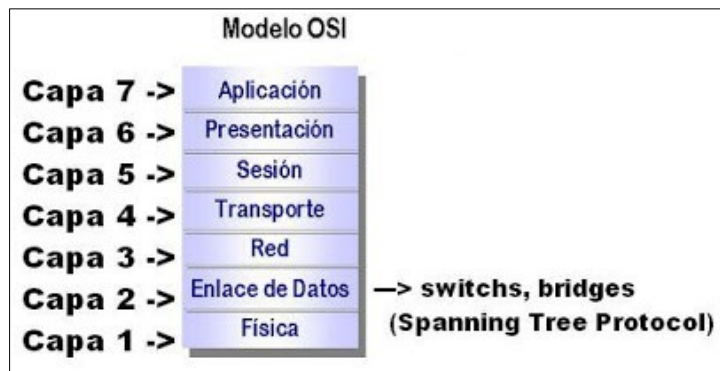 Modelo OSI
Capa 7 -> Aplicación
Capa 6 -> Presentación
Capa 5 -> Sesión
Capa 4 -> Transporte
Capa 3 -> Red
Capa 2 -> Enlace de Datos —> switchs, bridges
(Spanning Tree Protocol)
Capa 1 -> Física